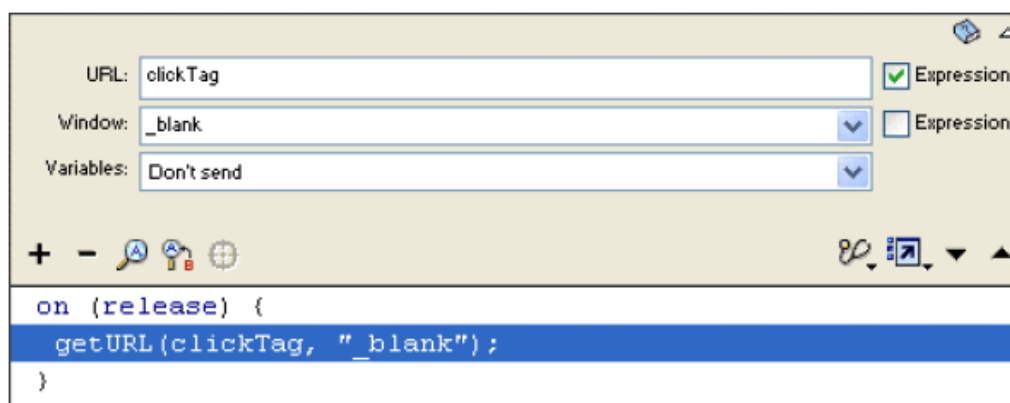 URL: clickTag Expression
Window: _blank Expression
Variables: Don't send
on (release) {
getURL(clickTag, "_blank");
}